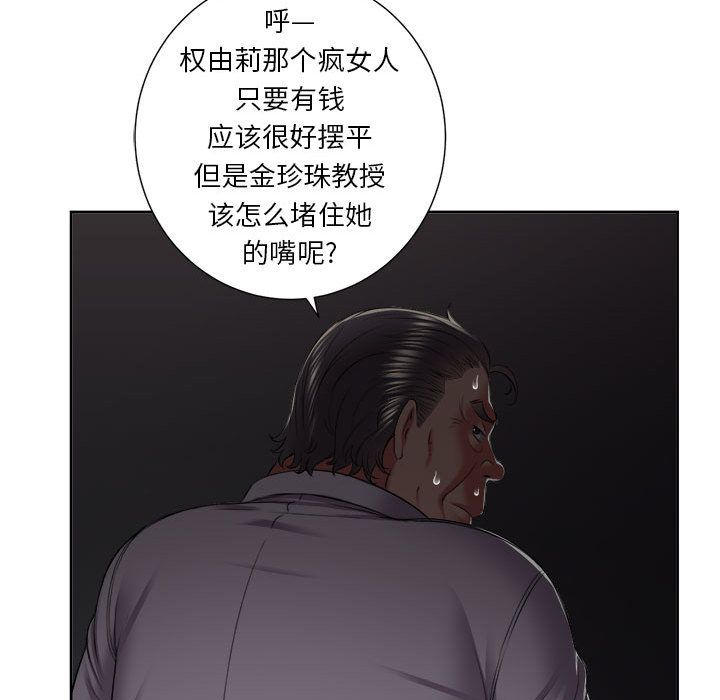 呼—
权由莉那个疯女人
只要有钱
应该很好摆平
但是金珍珠教授
该怎么堵住她
的嘴呢?